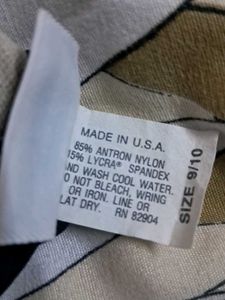 MADE IN U.S.A.
85% ANTRON NYLON
15% LYCRA® SPANDEX
ND WASH COOL WATER.
O NOT BLEACH, WRING
OR IRON. LINE OR
LAT DRY. RN 82904
SIZE 9/10